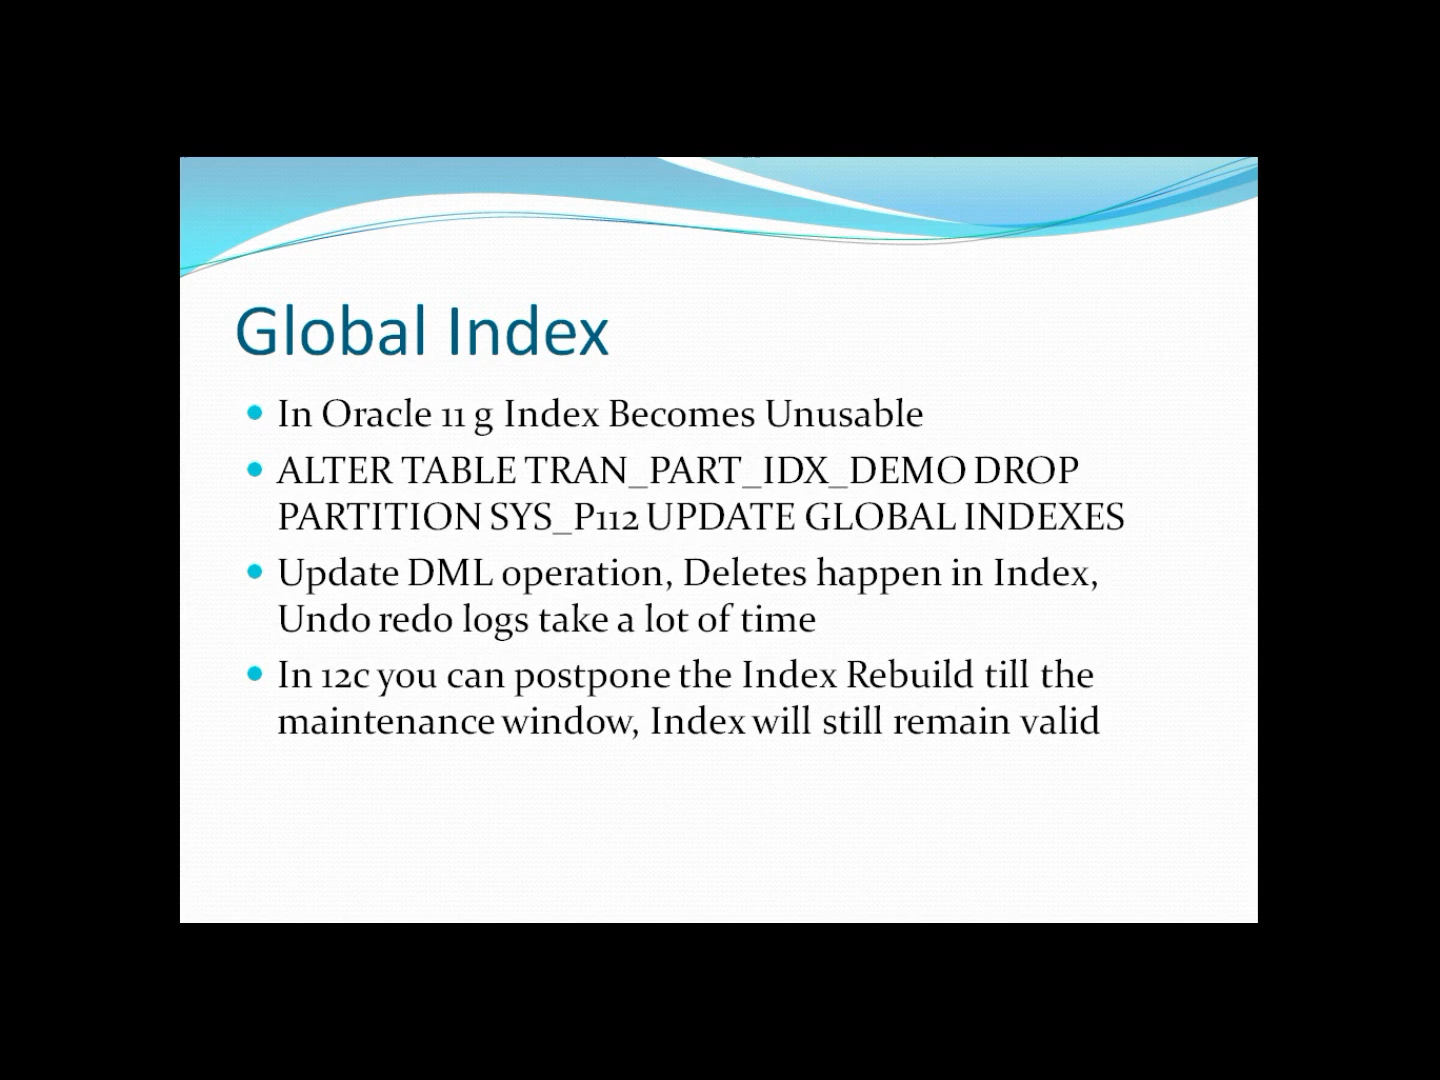 Global Index
In Oracle 11 g Index Becomes Unusable
ALTER TABLE TRAN_PART_IDX_DEMO DROP
PARTITION SYS_P112 UPDATE GLOBAL INDEXES
Update DML operation, Deletes happen in Index,
Undo redo logs take a lot of time
In 12c you can postpone the Index Rebuild till the
maintenance window, Index will still remain valid